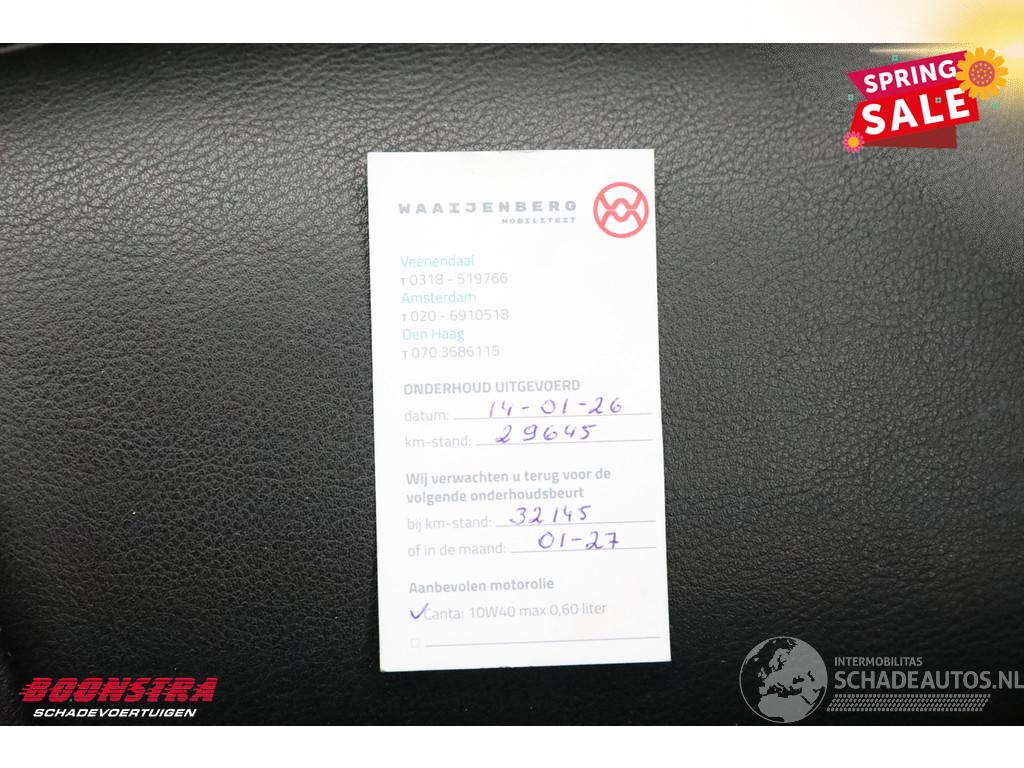 SPRING
SALE
WAAIJENBERG
MOBILITEIT
Veenendaal
T 0318 - 519766
Amsterdam
T 020 - 6910518
Den Haag
T 070 3686115
ONDERHOUD UITGEVOERD
datum: 14-01-26
km-stand: 29645
Wij verwachten u terug voor de
volgende onderhoudsbeurt
bij km-stand: 32145
of in de maand: 01-27
Aanbevolen motorolie
Canta: 10W40 max 0,60 liter
BOONSTRA
SCHADEVOERTUIGEN
INTERMOBILITAS
SCHADEAUTOS.NL